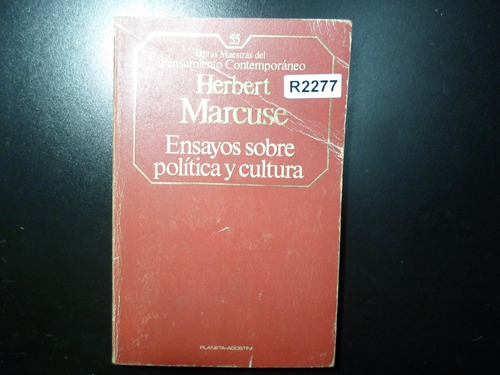 55
Obras Maestras del
Pensamiento Contemporáneo
Herbert
R2277
Marcuse
Ensayos sobre
política y cultura
PLANETA-AGOSTINI